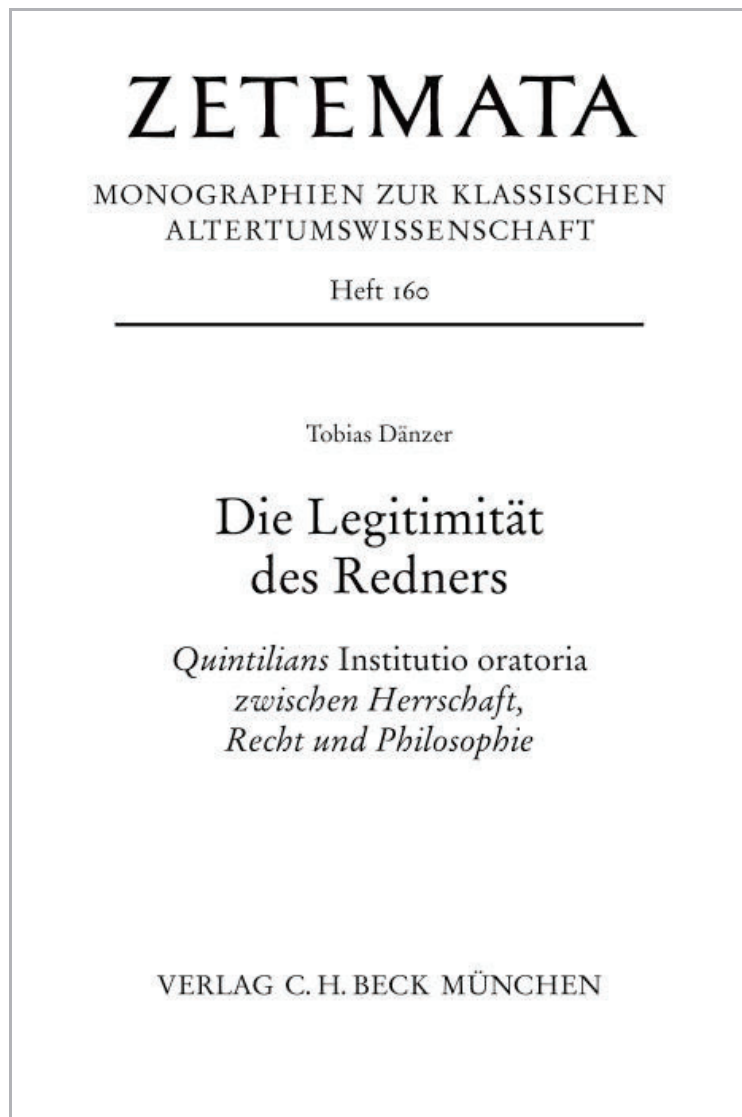 ZETEMATA
MONOGRAPHIEN ZUR KLASSISCHEN
ALTERTUMSWISSENSCHAFT
Heft 160
Tobias Dänzer
Die Legitimität
des Redners
Quintilians Institutio oratoria
zwischen Herrschaft,
Recht und Philosophie
VERLAG C. H. BECK MÜNCHEN